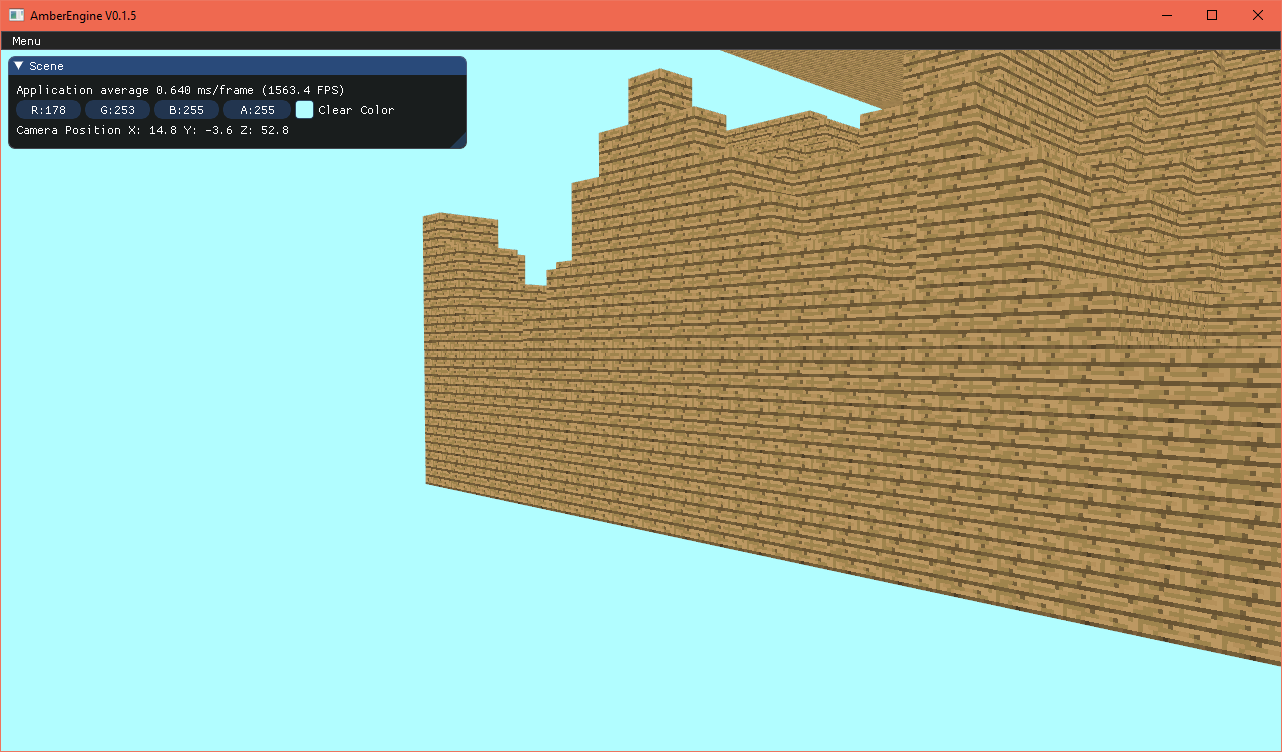 AmberEngine V0.1.5
Menu
Scene
Application average 0.640 ms/frame (1563.4 FPS)
R:178 G:253 B:255 A:255 Clear Color
Camera Position X: 14.8 Y: -3.6 Z: 52.8